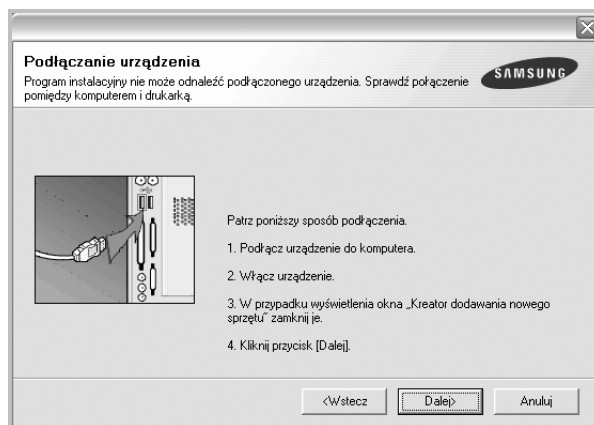 Podłączanie urządzenia
Program instalacyjny nie może odnaleźć podłączonego urządzenia. Sprawdź połączenie
pomiędzy komputerem i drukarką.
SAMSUNG
Patrz poniższy sposób podłączenia.
1. Podłącz urządzenie do komputera.
2. Włącz urządzenie.
3. W przypadku wyświetlenia okna „Kreator dodawania nowego
sprzętu” zamknij je.
4. Kliknij przycisk [Dalej].
<Wstecz Dalej> Anuluj